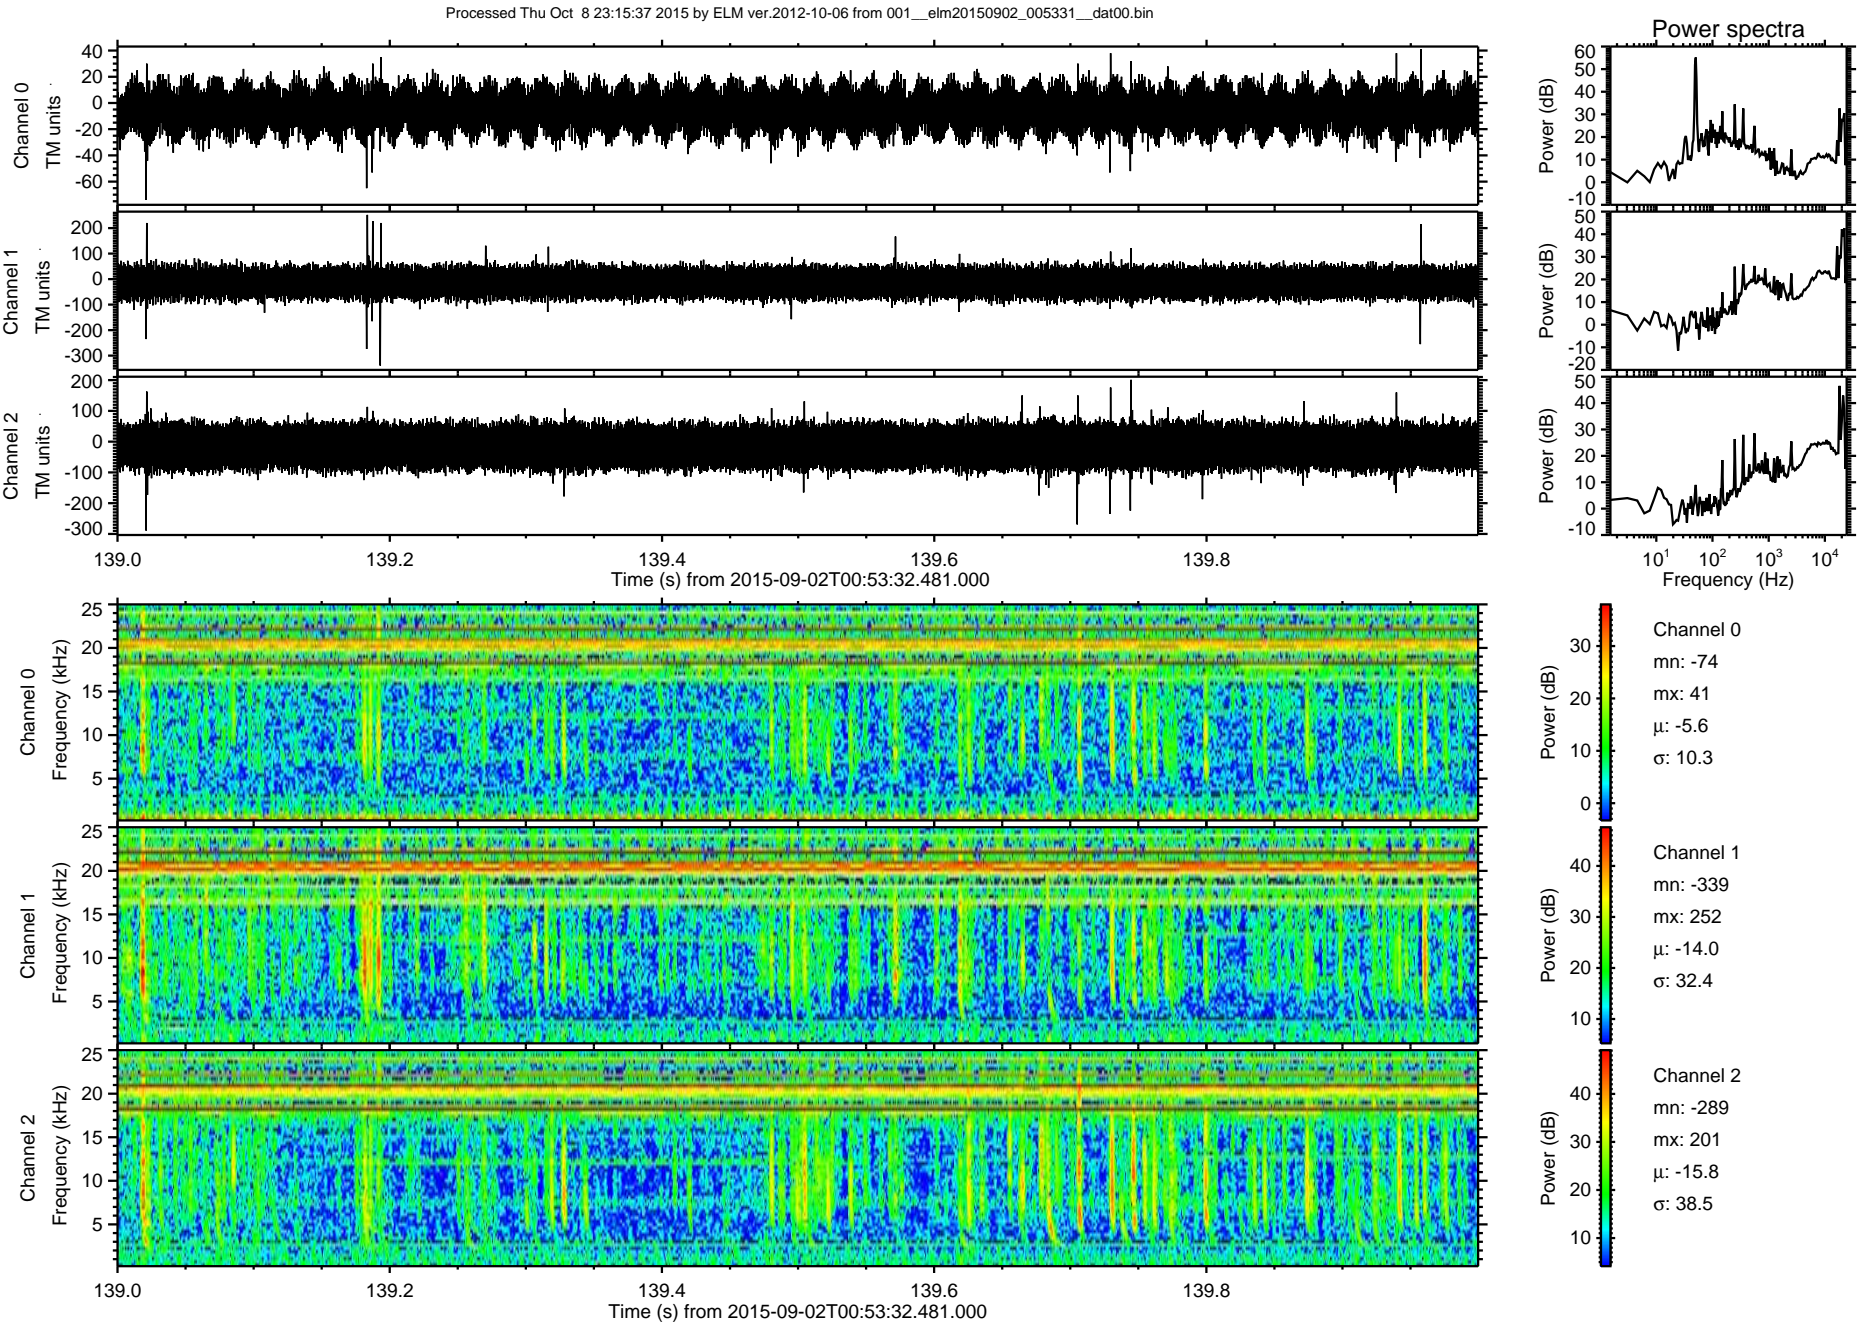 Processed Thu Oct  8 23:15:37 2015 by ELM ver.2012-10-06 from 001__elm20150902_005331__dat00.bin
Power spectra
Channel 0
TM units
40
20
0
-20
-40
-60
Power (dB)
60
50
40
30
20
10
0
-10
Channel 1
TM units
200
100
0
-100
-200
-300
Power (dB)
50
40
30
20
10
0
-10
-20
Channel 2
TM units
200
100
0
-100
-200
-300
Power (dB)
50
40
30
20
10
0
-10
139.0 139.2 139.4 139.6 139.8
Time (s) from 2015-09-02T00:53:32.481.000
10¹ 10² 10³ 10⁴
Frequency (Hz)
Channel 0
Frequency (kHz)
25
20
15
10
5
Power (dB)
30
20
10
0
Channel 0
mn: -74
mx: 41
μ: -5.6
σ: 10.3
Channel 1
Frequency (kHz)
25
20
15
10
5
Power (dB)
40
30
20
10
Channel 1
mn: -339
mx: 252
μ: -14.0
σ: 32.4
Channel 2
Frequency (kHz)
25
20
15
10
5
Power (dB)
40
30
20
10
Channel 2
mn: -289
mx: 201
μ: -15.8
σ: 38.5
139.0 139.2 139.4 139.6 139.8
Time (s) from 2015-09-02T00:53:32.481.000